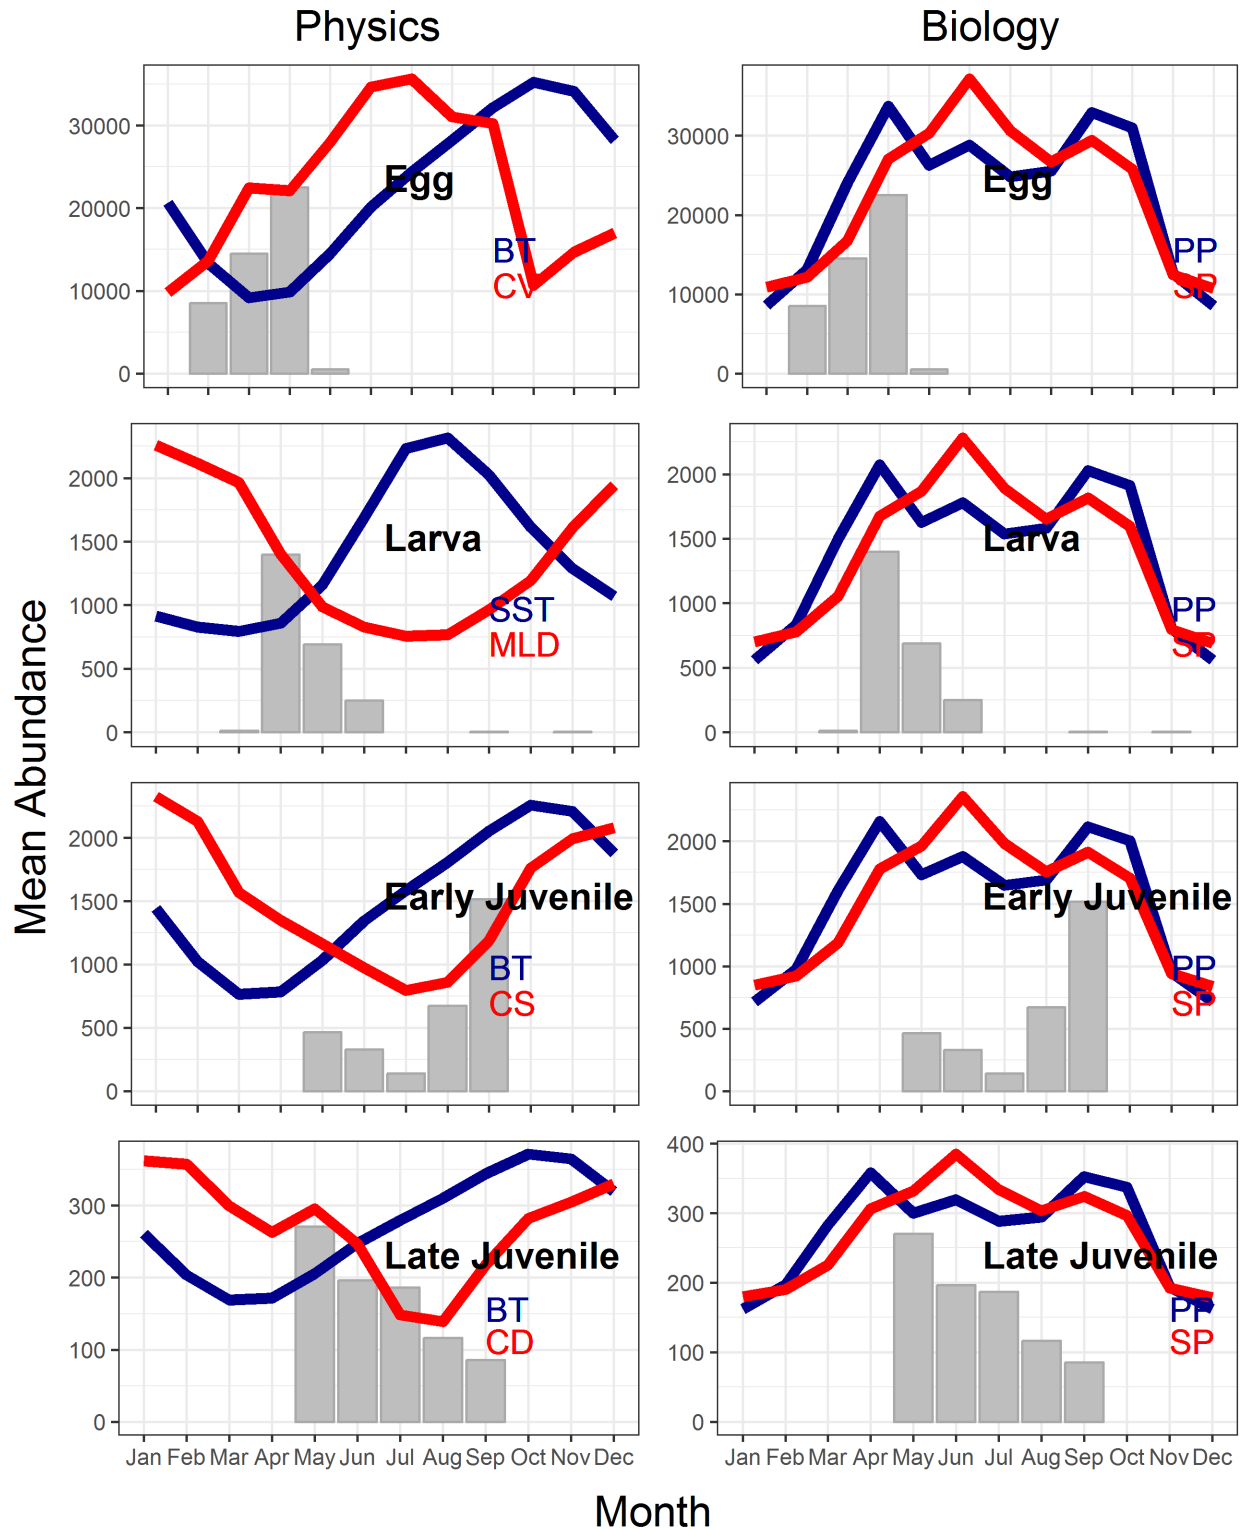 Physics
Biology
Mean Abundance
30000
20000
10000
0
Egg
BT
CV
30000
20000
10000
0
Egg
PP
SP
2000
1500
1000
500
0
Larva
SST
MLD
2000
1500
1000
500
0
Larva
PP
SP
2000
1500
1000
500
0
Early Juvenile
BT
CS
2000
1500
1000
500
0
Early Juvenile
PP
SP
300
200
100
0
Late Juvenile
BT
CD
Jan Feb Mar Apr May Jun Jul Aug Sep Oct Nov Dec
400
300
200
100
0
Late Juvenile
PP
SP
Jan Feb Mar Apr May Jun Jul Aug Sep Oct Nov Dec
Month